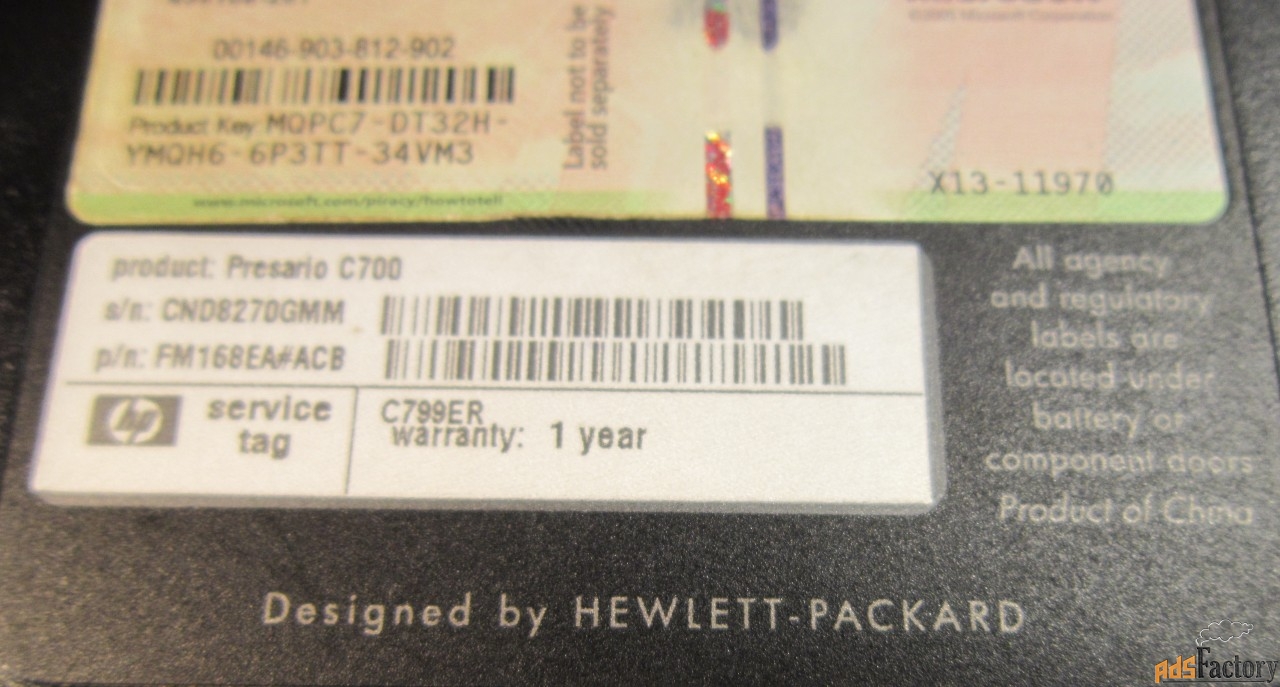 00146-903-812-902
Product Key: MQPC7-DT32H-
YMQH6-6P3TT-34VM3
Label not to be
sold separately
©2005 Microsoft Corporation
X13-11970
www.microsoft.com/piracy/howtotell
product: Presario C700
s/n: CND8270GMM
p/n: FM168EA#ACB
hp
service
tag
C799ER
warranty: 1 year
All agency
and regulatory
labels are
located under
battery or
component doors
Product of China
Designed by HEWLETT-PACKARD
AdsFactory